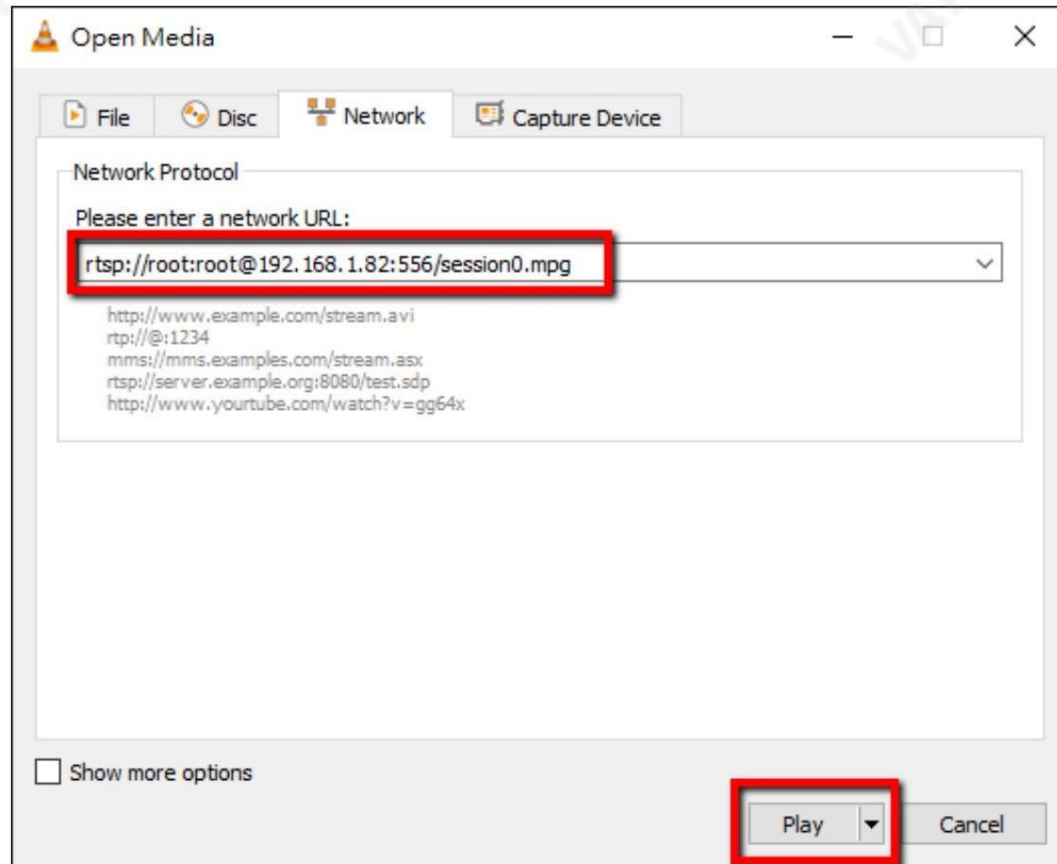 Open Media
File Disc Network Capture Device
Network Protocol
Please enter a network URL:
rtsp://root:root@192.168.1.82:556/session0.mpg
http://www.example.com/stream.avi
rtp://@:1234
mms://mms.examples.com/stream.asx
rtsp://server.example.org:8080/test.sdp
http://www.yourtube.com/watch?v=gg64x
Show more options
Play Cancel